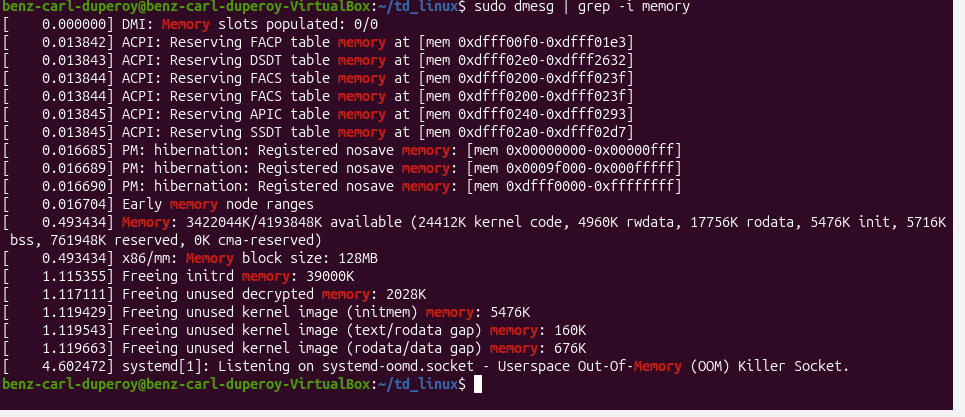 benz-carl-duperoy@benz-carl-duperoy-VirtualBox:~/td_linux$ sudo dmesg | grep -i memory
[    0.000000] DMI: Memory slots populated: 0/0
[    0.013842] ACPI: Reserving FACP table memory at [mem 0xdfff00f0-0xdfff01e3]
[    0.013843] ACPI: Reserving DSDT table memory at [mem 0xdfff02e0-0xdfff2632]
[    0.013844] ACPI: Reserving FACS table memory at [mem 0xdfff0200-0xdfff023f]
[    0.013844] ACPI: Reserving FACS table memory at [mem 0xdfff0200-0xdfff023f]
[    0.013845] ACPI: Reserving APIC table memory at [mem 0xdfff0240-0xdfff0293]
[    0.013845] ACPI: Reserving SSDT table memory at [mem 0xdfff02a0-0xdfff02d7]
[    0.016685] PM: hibernation: Registered nosave memory: [mem 0x00000000-0x00000fff]
[    0.016689] PM: hibernation: Registered nosave memory: [mem 0x0009f000-0x000fffff]
[    0.016690] PM: hibernation: Registered nosave memory: [mem 0xdfff0000-0xffffffff]
[    0.016704] Early memory node ranges
[    0.493434] Memory: 3422044K/4193848K available (24412K kernel code, 4960K rwdata, 17756K rodata, 5476K init, 5716K
 bss, 761948K reserved, 0K cma-reserved)
[    0.493434] x86/mm: Memory block size: 128MB
[    1.115355] Freeing initrd memory: 39000K
[    1.117111] Freeing unused decrypted memory: 2028K
[    1.119429] Freeing unused kernel image (initmem) memory: 5476K
[    1.119543] Freeing unused kernel image (text/rodata gap) memory: 160K
[    1.119663] Freeing unused kernel image (rodata/data gap) memory: 676K
[    4.602472] systemd[1]: Listening on systemd-oomd.socket - Userspace Out-Of-Memory (OOM) Killer Socket.
benz-carl-duperoy@benz-carl-duperoy-VirtualBox:~/td_linux$